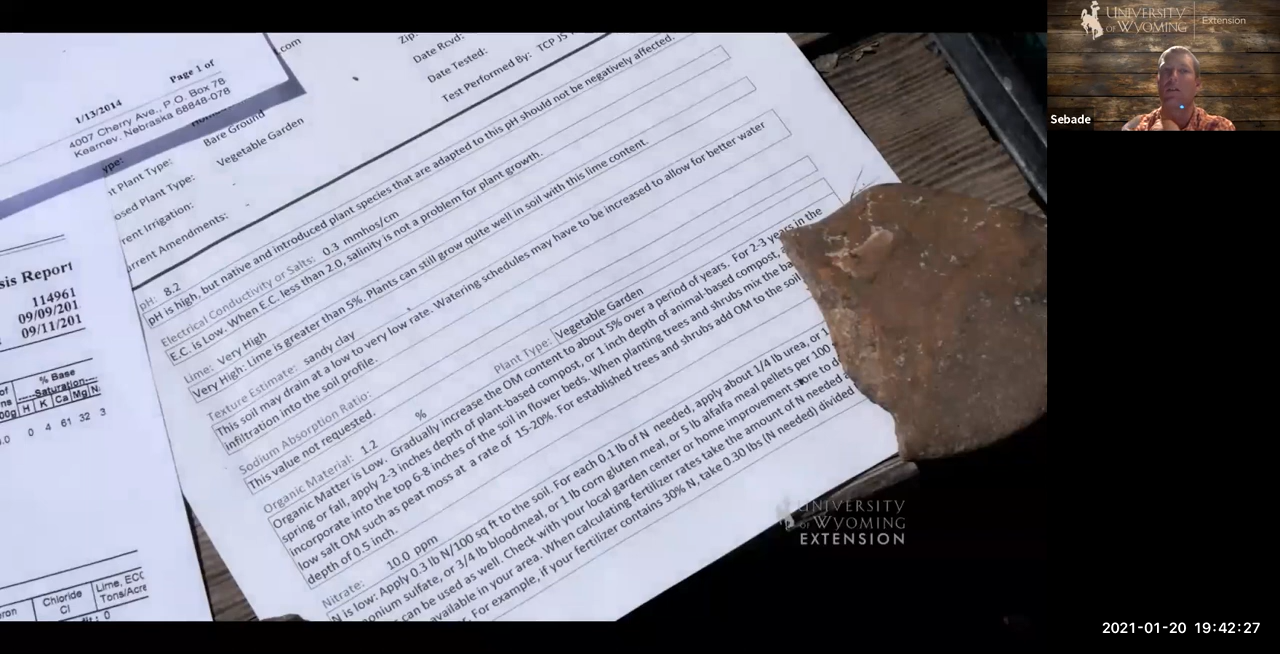 Page 1 of
1/13/2014
4007 Cherry Ave., P.O. Box 78
Kearney, Nebraska 68848-078
sis Report
114961
09/09/201
09/11/201
% Base
Saturation
H K Ca Mg N
0 4 61 32 3
Chloride
Cl
Lime, ECC
Tons/Acre
.com
Zip:
Date Rcvd:
Date Tested:
Test Performed By: TCP JS
ype:
Bare Ground
t Plant Type:
Vegetable Garden
osed Plant Type:
rent Irrigation:
rrent Amendments:
pH: 8.2
pH is high, but native and introduced plant species that are adapted to this pH should not be negatively affected.
Electrical Conductivity or Salts: 0.3 mmhos/cm
E.C. is Low. When E.C. less than 2.0, salinity is not a problem for plant growth.
Lime: Very High
Very High: Lime is greater than 5%. Plants can still grow quite well in soil with this lime content.
Texture Estimate: sandy clay
This soil may drain at a low to very low rate. Watering schedules may have to be increased to allow for better water
infiltration into the soil profile.
Sodium Absorption Ratio:
This value not requested.
Organic Material: 1.2 %
Plant Type: Vegetable Garden
Organic Matter is Low. Gradually increase the OM content to about 5% over a period of years. For 2-3 years in the
spring or fall, apply 2-3 inches depth of plant-based compost, or 1 inch depth of animal-based compost,
incorporate into the top 6-8 inches of the soil in flower beds. When planting trees and shrubs mix the ba
low salt OM such as peat moss at a rate of 15-20%. For established trees and shrubs add OM to the soil
depth of 0.5 inch.
Nitrate: 10.0 ppm
N is low: Apply 0.3 lb N/100 sq ft to the soil. For each 0.1 lb of N needed, apply about 1/4 lb urea, or 1
monium sulfate, or 3/4 lb bloodmeal, or 1 lb corn gluten meal, or 5 lb alfalfa meal pellets per 100
can be used as well. Check with your local garden center or home improvement store to d
available in your area. When calculating fertilizer rates take the amount of N needed
. For example, if your fertilizer contains 30% N, take 0.30 lbs (N needed) divided
UNIVERSITY
OF WYOMING
EXTENSION
UNIVERSITY
OF WYOMING
Extension
Sebade
2021-01-20 19:42:27